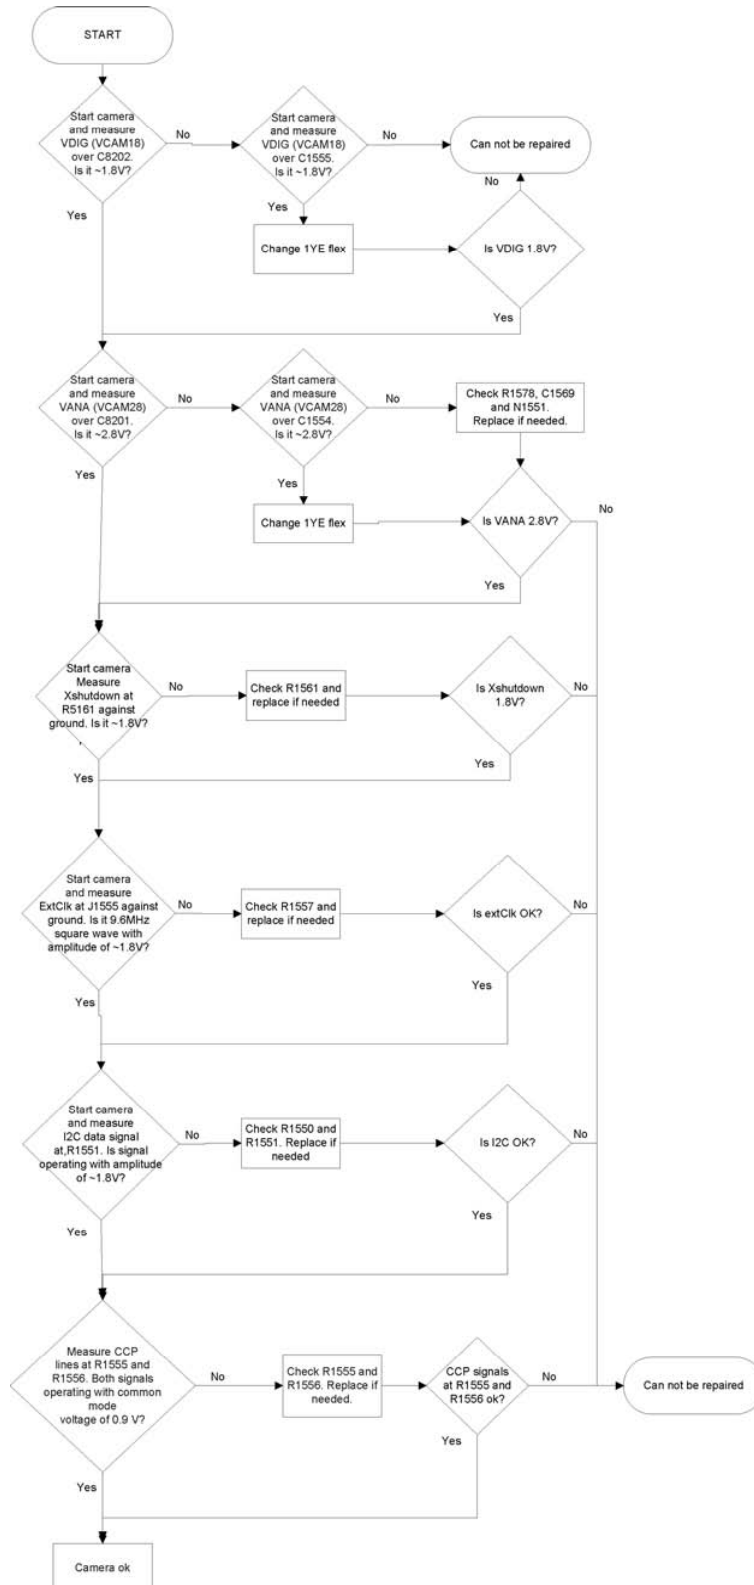 START
Start camera
and measure
VDIG (VCAM18)
over C8202.
Is it ~1.8V?
No
Start camera
and measure
VDIG (VCAM18)
over C1555.
Is it ~1.8V?
No
Can not be repaired
No
Yes
Yes
Change 1YE flex
Is VDIG 1.8V?
Yes
Start camera
and measure
VANA (VCAM28)
over C8201.
Is it ~2.8V?
No
Start camera
and measure
VANA (VCAM28)
over C1554.
Is it ~2.8V?
No
Check R1578, C1569
and N1551.
Replace if needed.
Yes
Yes
Change 1YE flex
Is VANA 2.8V?
No
Yes
Start camera
Measure
Xshutdown at
R5161 against
ground. Is it ~1.8V?
,
No
Check R1561 and
replace if needed
Is Xshutdown
1.8V?
No
Yes
Yes
Start camera
and measure
ExtClk at J1555 against
ground. Is it 9.6MHz
square wave with
amplitude of ~1.8V?
No
Check R1557 and
replace if needed
Is extClk OK?
No
Yes
Yes
Start camera
and measure
I2C data signal
at,R1551. Is signal
operating with amplitude
of ~1.8V?
No
Check R1550 and
R1551. Replace if
needed
Is I2C OK?
No
Yes
Yes
Measure CCP
lines at R1555 and
R1556. Both signals
operating with common
mode
voltage of 0.9 V?
No
Check R1555 and
R1556. Replace if
needed.
CCP signals
at R1555 and
R1556 ok?
No
Can not be repaired
Yes
Yes
Camera ok